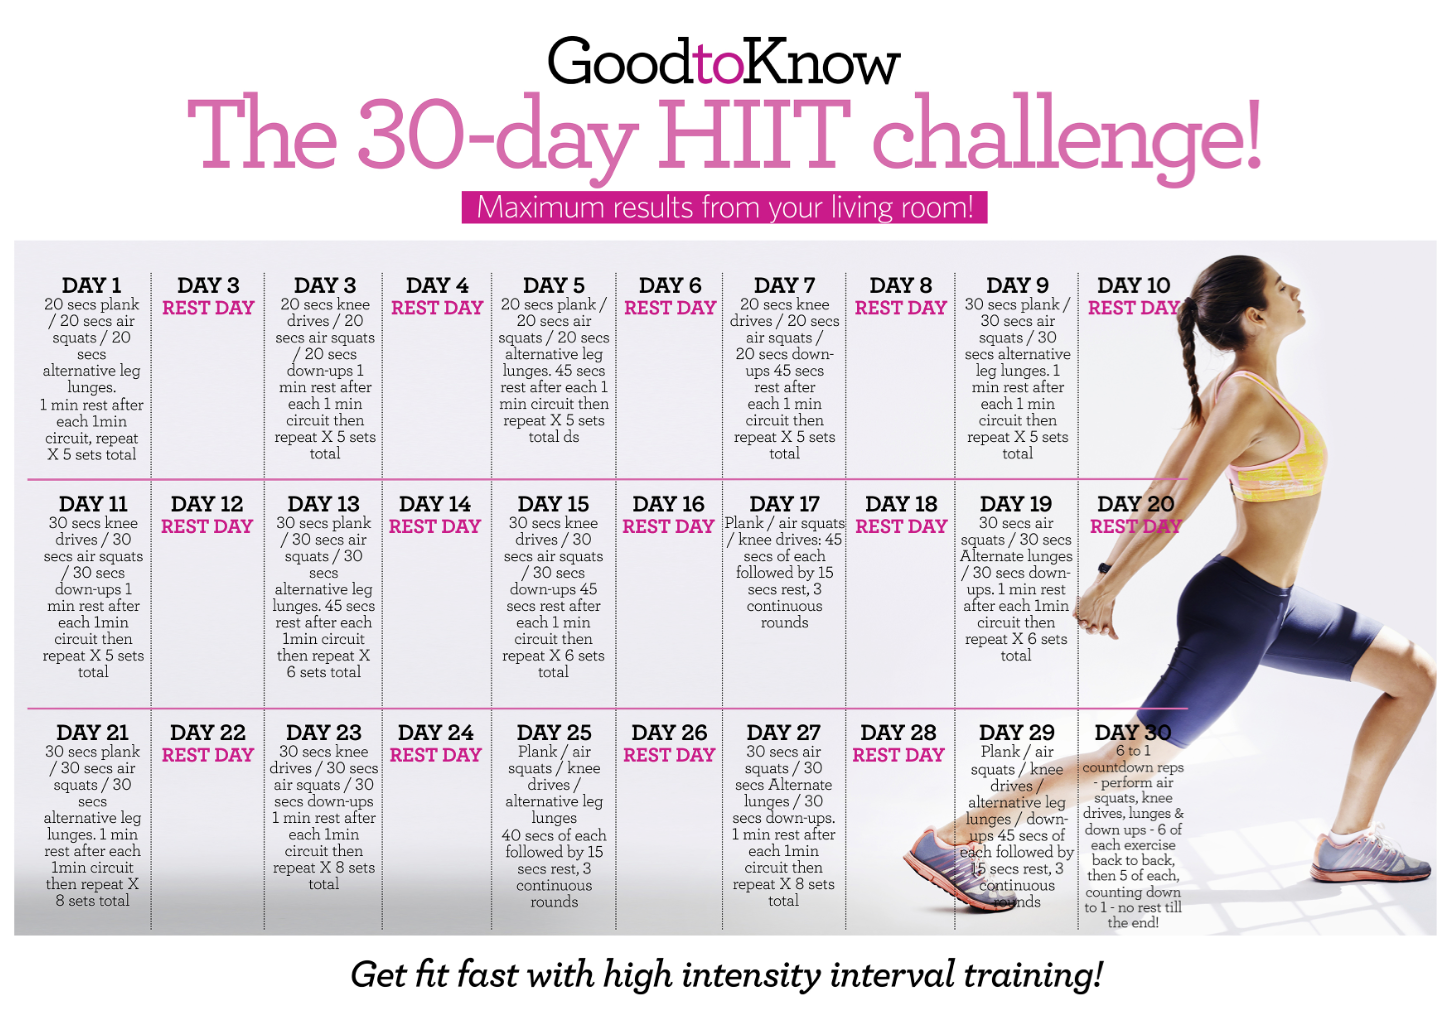 GoodtoKnow
The 30-day HIIT challenge!
Maximum results from your living room!
DAY 1
20 secs plank
/ 20 secs air
squats / 20
secs
alternative leg
lunges.
1 min rest after
each 1min
circuit, repeat
X 5 sets total
DAY 3
REST DAY
DAY 3
20 secs knee
drives / 20
secs air squats
/ 20 secs
down-ups 1
min rest after
each 1 min
circuit then
repeat X 5 sets
total
DAY 4
REST DAY
DAY 5
20 secs plank /
20 secs air
squats / 20 secs
alternative leg
lunges. 45 secs
rest after each 1
min circuit then
repeat X 5 sets
total ds
DAY 6
REST DAY
DAY 7
20 secs knee
drives / 20 secs
air squats /
20 secs down-
ups 45 secs
rest after
each 1 min
circuit then
repeat X 5 sets
total
DAY 8
REST DAY
DAY 9
30 secs plank /
30 secs air
squats / 30
secs alternative
leg lunges. 1
min rest after
each 1 min
circuit then
repeat X 5 sets
total
DAY 10
REST DAY
DAY 11
30 secs knee
drives / 30
secs air squats
/ 30 secs
down-ups 1
min rest after
each 1min
circuit then
repeat X 5 sets
total
DAY 12
REST DAY
DAY 13
30 secs plank
/ 30 secs air
squats / 30
secs
alternative leg
lunges. 45 secs
rest after each
1min circuit
then repeat X
6 sets total
DAY 14
REST DAY
DAY 15
30 secs knee
drives / 30
secs air squats
/ 30 secs
down-ups 45
secs rest after
each 1 min
circuit then
repeat X 6 sets
total
DAY 16
REST DAY
DAY 17
Plank / air squats
/ knee drives: 45
secs of each
followed by 15
secs rest, 3
continuous
rounds
DAY 18
REST DAY
DAY 19
30 secs air
squats / 30 secs
Alternate lunges
/ 30 secs down-
ups. 1 min rest
after each 1min
circuit then
repeat X 6 sets
total
DAY 20
REST DAY
DAY 21
30 secs plank
/ 30 secs air
squats / 30
secs
alternative leg
lunges. 1 min
rest after each
1min circuit
then repeat X
8 sets total
DAY 22
REST DAY
DAY 23
30 secs knee
drives / 30 secs
air squats / 30
secs down-ups
1 min rest after
each 1min
circuit then
repeat X 8 sets
total
DAY 24
REST DAY
DAY 25
Plank / air
squats / knee
drives /
alternative leg
lunges
40 secs of each
followed by 15
secs rest, 3
continuous
rounds
DAY 26
REST DAY
DAY 27
30 secs air
squats / 30
secs Alternate
lunges / 30
secs down-ups.
1 min rest after
each 1min
circuit then
repeat X 8 sets
total
DAY 28
REST DAY
DAY 29
Plank / air
squats / knee
drives /
alternative leg
lunges / down-
ups 45 secs of
each followed by
15 secs rest, 3
continuous
rounds
DAY 30
6 to 1
countdown reps
- perform air
squats, knee
drives, lunges &
down ups - 6 of
each exercise
back to back,
then 5 of each,
counting down
to 1 - no rest till
the end!
Get fit fast with high intensity interval training!